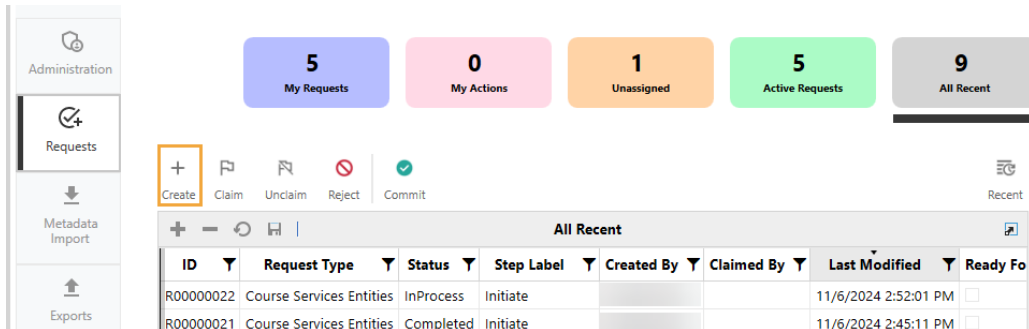 Administration
Requests
Metadata
Import
Exports
5
My Requests
0
My Actions
1
Unassigned
5
Active Requests
9
All Recent
Create Claim Unclaim Reject Commit Recent
All Recent
ID Request Type Status Step Label Created By Claimed By Last Modified Ready Fo
R00000022 Course Services Entities InProcess Initiate 11/6/2024 2:52:01 PM
R00000021 Course Services Entities Completed Initiate 11/6/2024 2:45:11 PM